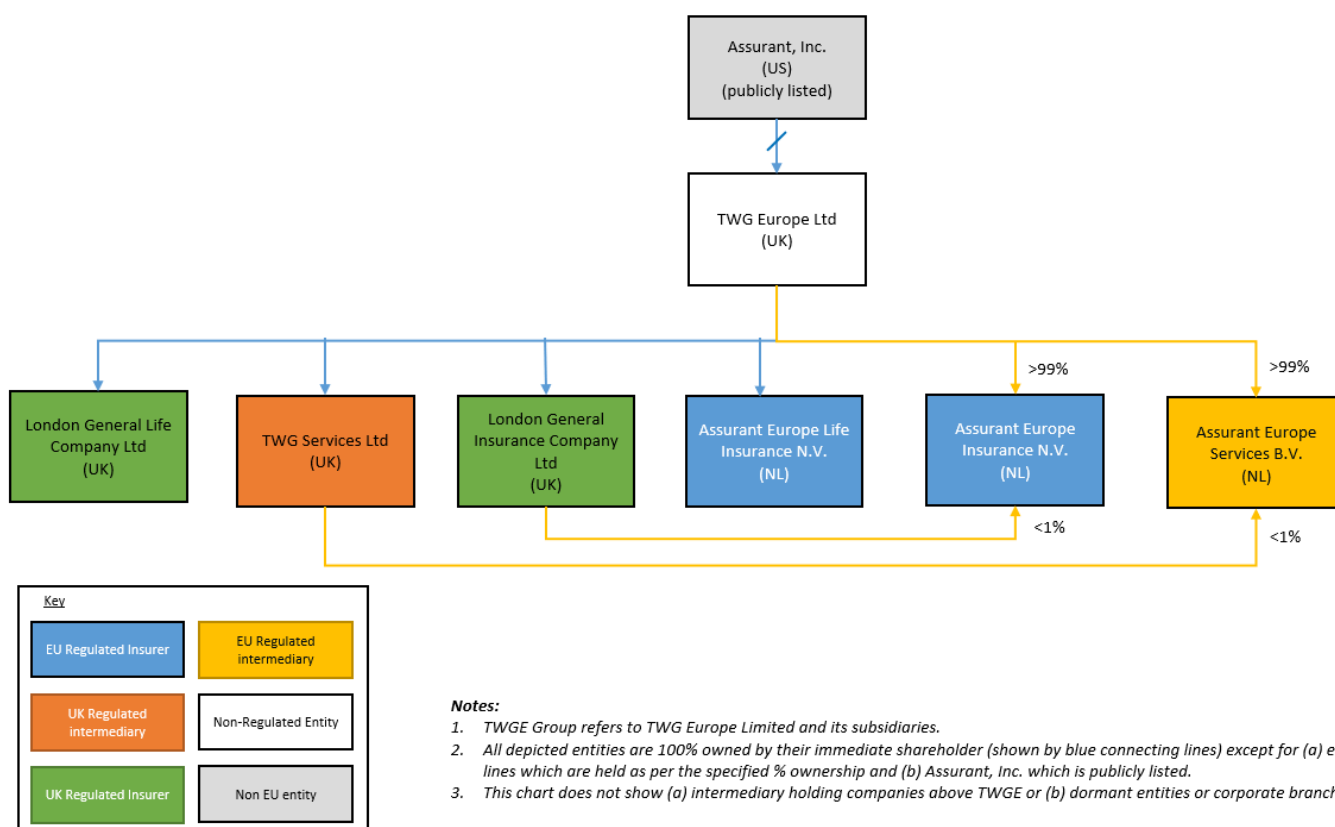 Assurant, Inc.
(US)
(publicly listed)
TWG Europe Ltd
(UK)
>99%
>99%
London General Life
Company Ltd
(UK)
TWG Services Ltd
(UK)
London General
Insurance Company
Ltd
(UK)
Assurant Europe Life
Insurance N.V.
(NL)
Assurant Europe
Insurance N.V.
(NL)
Assurant Europe
Services B.V.
(NL)
<1%
<1%
Key
EU Regulated Insurer
EU Regulated
intermediary
UK Regulated
intermediary
Non-Regulated Entity
UK Regulated Insurer
Non EU entity
Notes:
1. TWGE Group refers to TWG Europe Limited and its subsidiaries.
2. All depicted entities are 100% owned by their immediate shareholder (shown by blue connecting lines) except for (a)
lines which are held as per the specified % ownership and (b) Assurant, Inc. which is publicly listed.
3. This chart does not show (a) intermediary holding companies above TWGE or (b) dormant entities or corporate